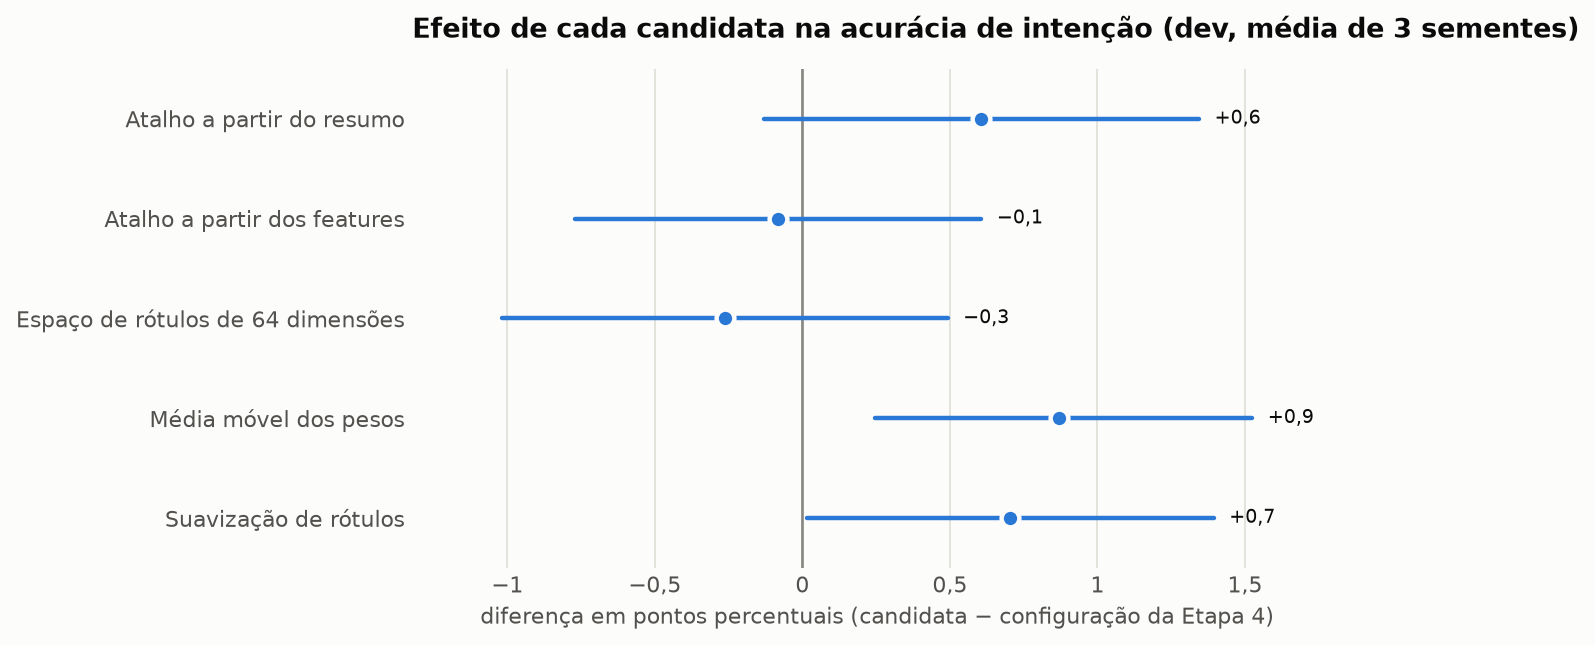 Efeito de cada candidata na acurácia de intenção (dev, média de 3 sementes)
Atalho a partir do resumo
+0,6
Atalho a partir dos features
−0,1
Espaço de rótulos de 64 dimensões
−0,3
Média móvel dos pesos
+0,9
Suavização de rótulos
+0,7
−1 −0,5 0 0,5 1 1,5
diferença em pontos percentuais (candidata − configuração da Etapa 4)